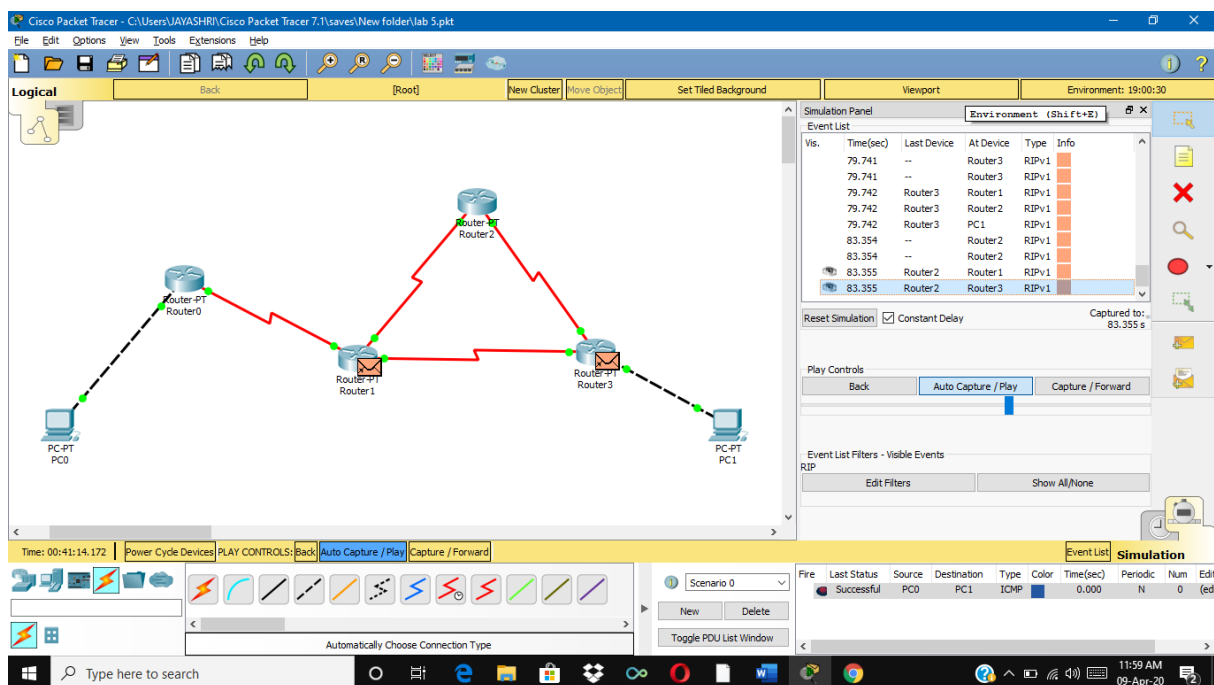 Cisco Packet Tracer - C:\Users\JAYASHRI\Cisco Packet Tracer 7.1\saves\New folder\lab 5.pkt
File Edit Options View Tools Extensions Help
Logical Back [Root] New Cluster Move Object Set Tiled Background Viewport Environment: 19:00:30
Simulation Panel
Environment (Shift+E)
Event List
Vis. Time(sec) Last Device At Device Type Info
79.741 -- Router3 RIPv1
79.741 -- Router3 RIPv1
79.742 Router3 Router1 RIPv1
79.742 Router3 Router2 RIPv1
79.742 Router3 PC1 RIPv1
83.354 -- Router2 RIPv1
83.354 -- Router2 RIPv1
83.355 Router2 Router1 RIPv1
83.355 Router2 Router3 RIPv1
Reset Simulation Constant Delay Captured to:
83.355 s
Play Controls
Back Auto Capture / Play Capture / Forward
Event List Filters - Visible Events
RIP
Edit Filters Show All/None
Router-PT
Router2
Router-PT
Router0
Router-PT
Router1
Router-PT
Router3
PC-PT
PC0
PC-PT
PC1
Time: 00:41:14.172 Power Cycle Devices PLAY CONTROLS: Back Auto Capture / Play Capture / Forward Event List Simulation
Scenario 0
New Delete
Toggle PDU List Window
Fire Last Status Source Destination Type Color Time(sec) Periodic Num Edit
Successful PC0 PC1 ICMP 0.000 N 0 (ed
Automatically Choose Connection Type
Type here to search
11:59 AM
09-Apr-20